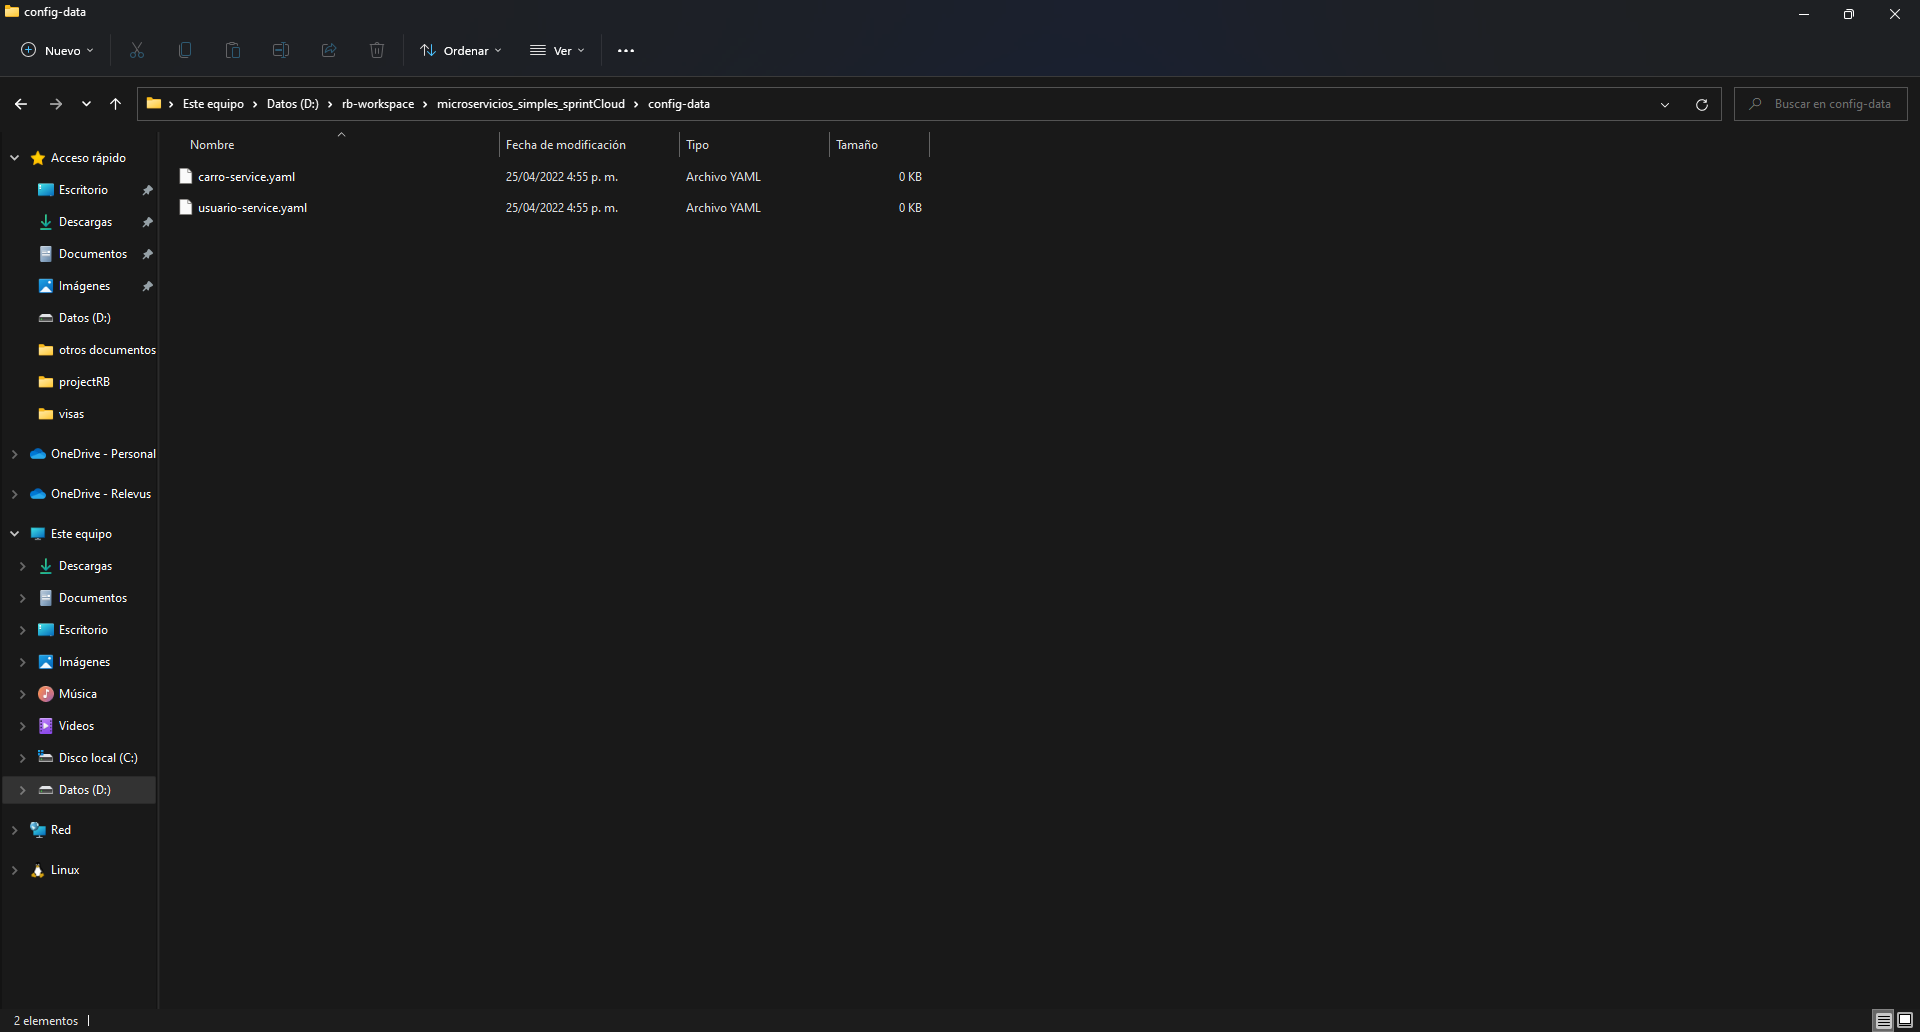 config-data
Nuevo Ordenar Ver
Este equipo Datos (D:) rb-workspace microservicios_simples_sprintCloud config-data
Buscar en config-data
Nombre Fecha de modificación Tipo Tamaño
carro-service.yaml 25/04/2022 4:55 p. m. Archivo YAML 0 KB
usuario-service.yaml 25/04/2022 4:55 p. m. Archivo YAML 0 KB
Acceso rápido
Escritorio
Descargas
Documentos
Imágenes
Datos (D:)
otros documentos
projectRB
visas
OneDrive - Personal
OneDrive - Relevus
Este equipo
Descargas
Documentos
Escritorio
Imágenes
Música
Videos
Disco local (C:)
Datos (D:)
Red
Linux
2 elementos